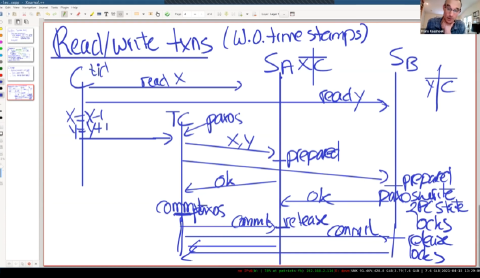 Read/write txns (w.o. time stamps)
C tid
SA X|C
SB
Y|C
read X
read Y
X=X-1
Y=Y+1
TC paxos
X,Y
prepared
prepared
ok
ok
paxos write
2PC state
locks
commit paxos
commit
release
commit
release
locks